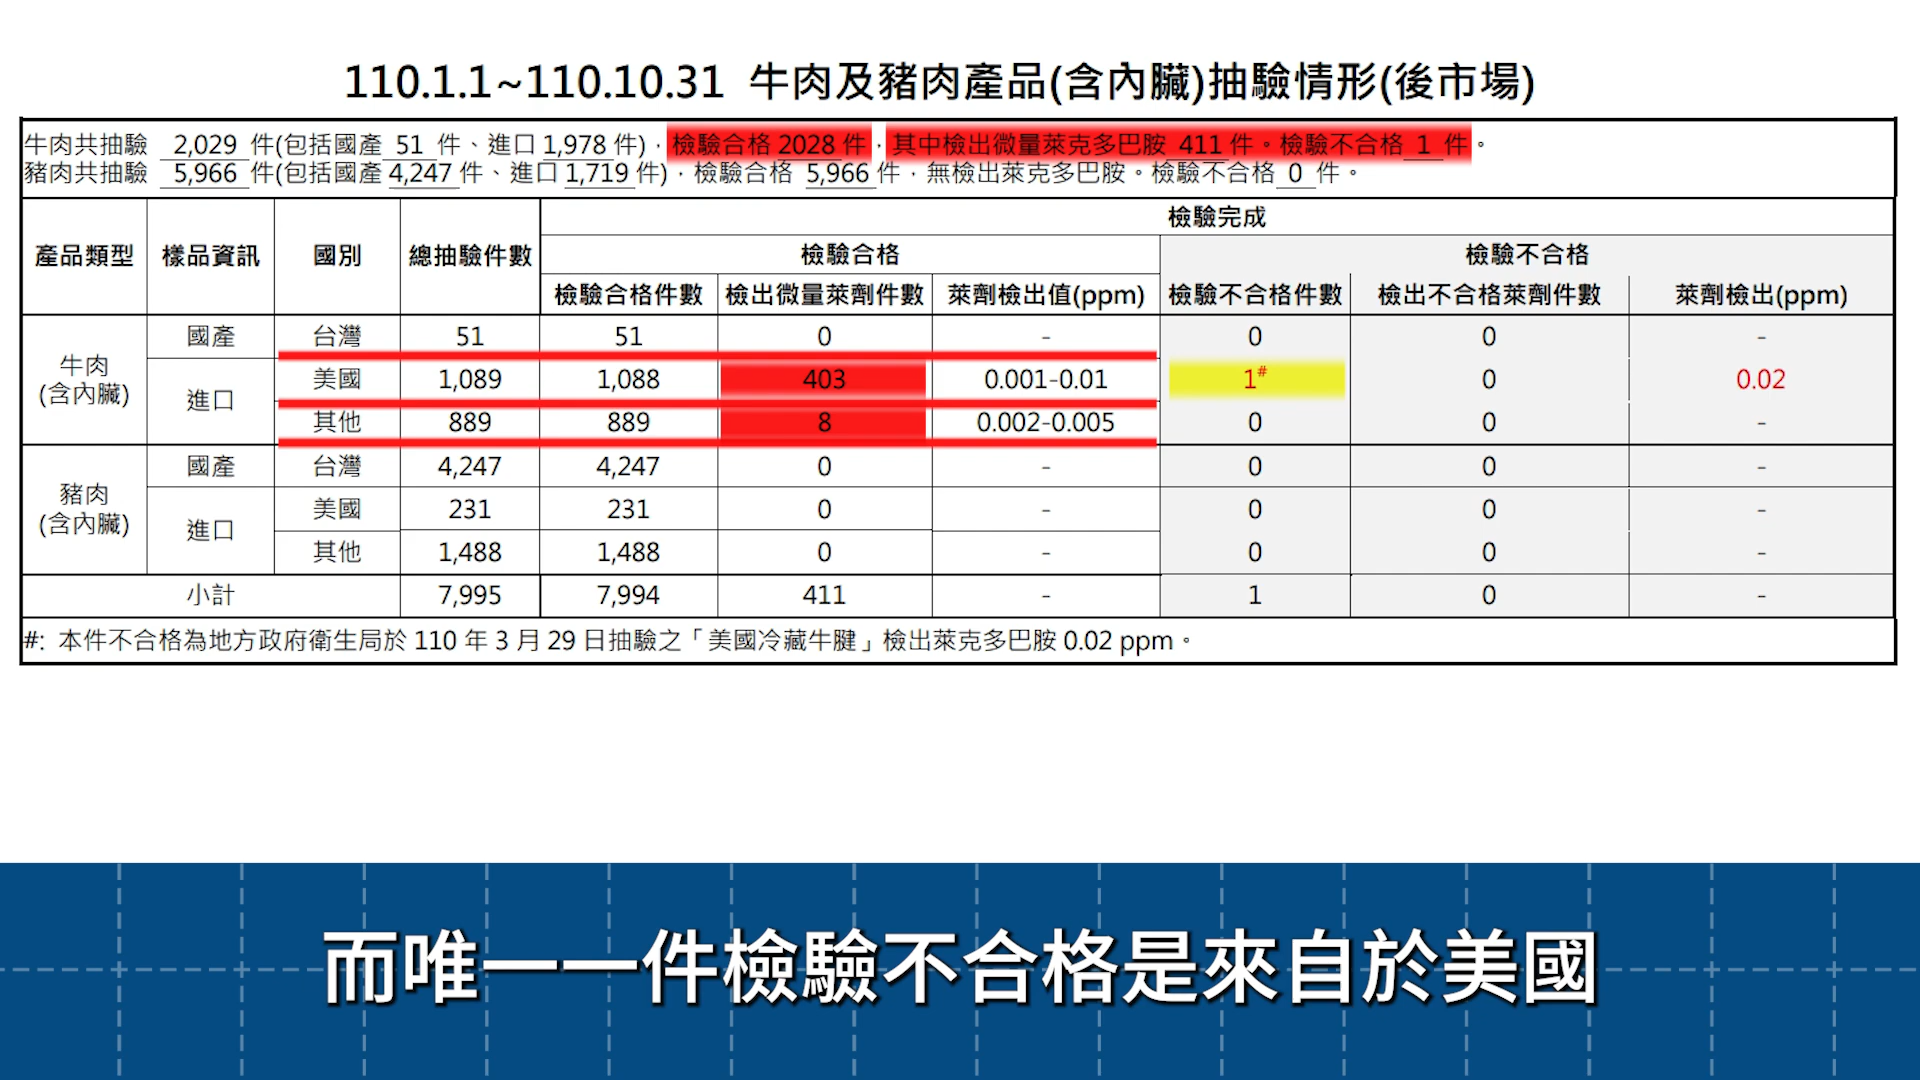 110.1.1~110.10.31 牛肉及豬肉產品(含內臟)抽驗情形(後市場)
牛肉共抽驗 2,029 件(包括國產 51 件、進口 1,978 件)，檢驗合格 2028 件，其中檢出微量萊克多巴胺 411 件。檢驗不合格 1 件。
豬肉共抽驗 5,966 件(包括國產 4,247 件、進口 1,719 件)，檢驗合格 5,966 件，無檢出萊克多巴胺。檢驗不合格 0 件。
產品類型 樣品資訊 國別 總抽驗件數 檢驗完成
檢驗合格 檢驗不合格
檢驗合格件數 檢出微量萊劑件數 萊劑檢出值(ppm) 檢驗不合格件數 檢出不合格萊劑件數 萊劑檢出(ppm)
牛肉
(含內臟)
國產 台灣 51 51 0 - 0 0 -
進口
美國 1,089 1,088 403 0.001-0.01 1# 0 0.02
其他 889 889 8 0.002-0.005 0 0 -
豬肉
(含內臟)
國產 台灣 4,247 4,247 0 - 0 0 -
進口
美國 231 231 0 - 0 0 -
其他 1,488 1,488 0 - 0 0 -
小計 7,995 7,994 411 - 1 0 -
#: 本件不合格為地方政府衛生局於 110 年 3 月 29 日抽驗之「美國冷藏牛腱」檢出萊克多巴胺 0.02 ppm。
而唯一一件檢驗不合格是來自於美國